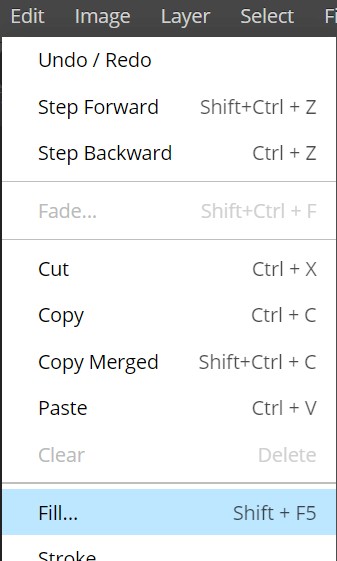 Edit Image Layer Select
Undo / Redo
Step Forward Shift+Ctrl + Z
Step Backward Ctrl + Z
Fade... Shift+Ctrl + F
Cut Ctrl + X
Copy Ctrl + C
Copy Merged Shift+Ctrl + C
Paste Ctrl + V
Clear Delete
Fill... Shift + F5
Stroke